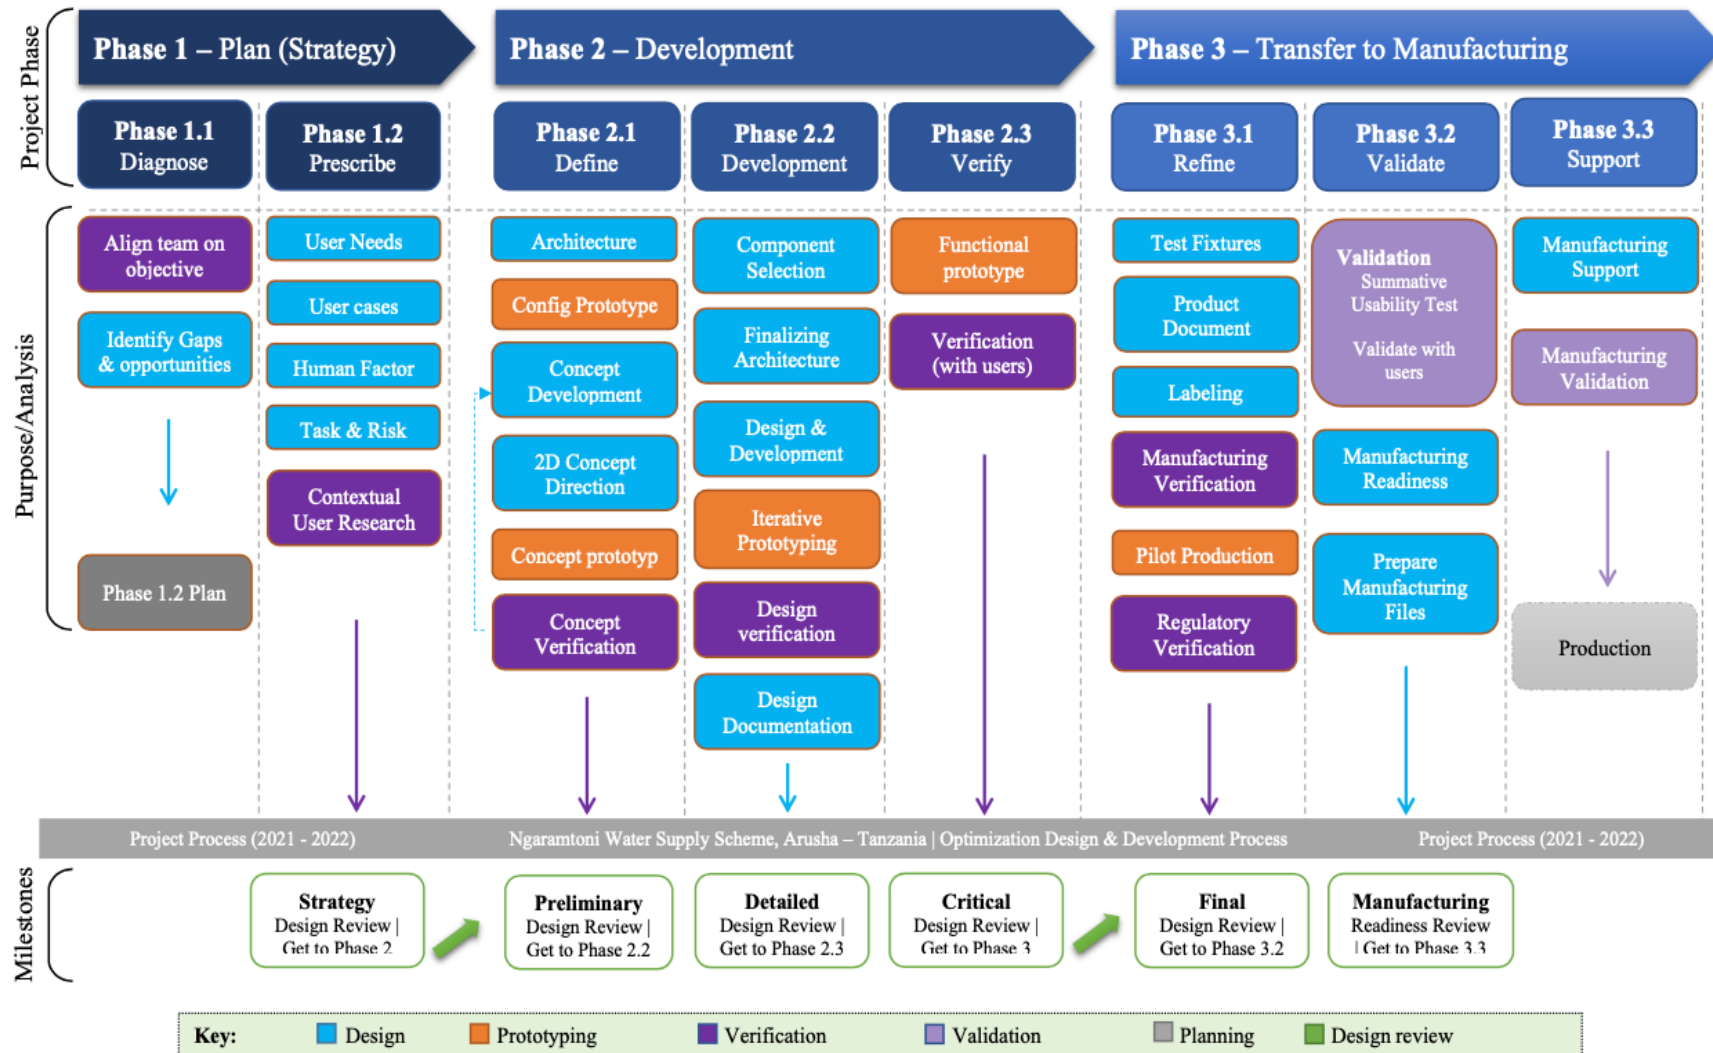 Project Phase
Phase 1 – Plan (Strategy)
Phase 2 – Development
Phase 3 – Transfer to Manufacturing
Phase 1.1
Diagnose
Phase 1.2
Prescribe
Phase 2.1
Define
Phase 2.2
Development
Phase 2.3
Verify
Phase 3.1
Refine
Phase 3.2
Validate
Phase 3.3
Support
Purpose/Analysis
Align team on
objective
Identify Gaps
& opportunities
Phase 1.2 Plan
User Needs
User cases
Human Factor
Task & Risk
Contextual
User Research
Architecture
Config Prototype
Concept
Development
2D Concept
Direction
Concept prototyp
Concept
Verification
Component
Selection
Finalizing
Architecture
Design &
Development
Iterative
Prototyping
Design
verification
Design
Documentation
Functional
prototype
Verification
(with users)
Test Fixtures
Product
Document
Labeling
Manufacturing
Verification
Pilot Production
Regulatory
Verification
Validation
Summative
Usability Test
Validate with
users
Manufacturing
Readiness
Prepare
Manufacturing
Files
Manufacturing
Support
Manufacturing
Validation
Production
Project Process (2021 - 2022)
Ngaramtoni Water Supply Scheme, Arusha – Tanzania | Optimization Design & Development Process
Project Process (2021 - 2022)
Milestones
Strategy
Design Review |
Get to Phase 2
Preliminary
Design Review |
Get to Phase 2.2
Detailed
Design Review |
Get to Phase 2.3
Critical
Design Review |
Get to Phase 3
Final
Design Review |
Get to Phase 3.2
Manufacturing
Readiness Review
| Get to Phase 3.3
Key:
Design
Prototyping
Verification
Validation
Planning
Design review